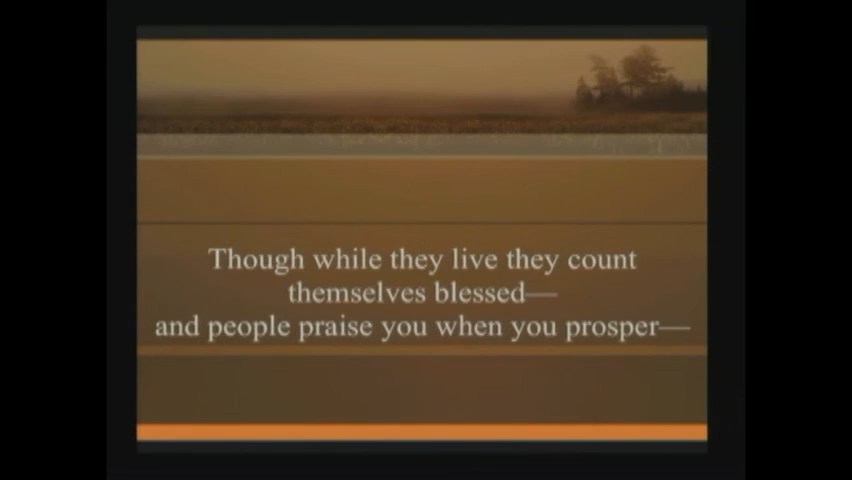 Though while they live they count
themselves blessed—
and people praise you when you prosper—